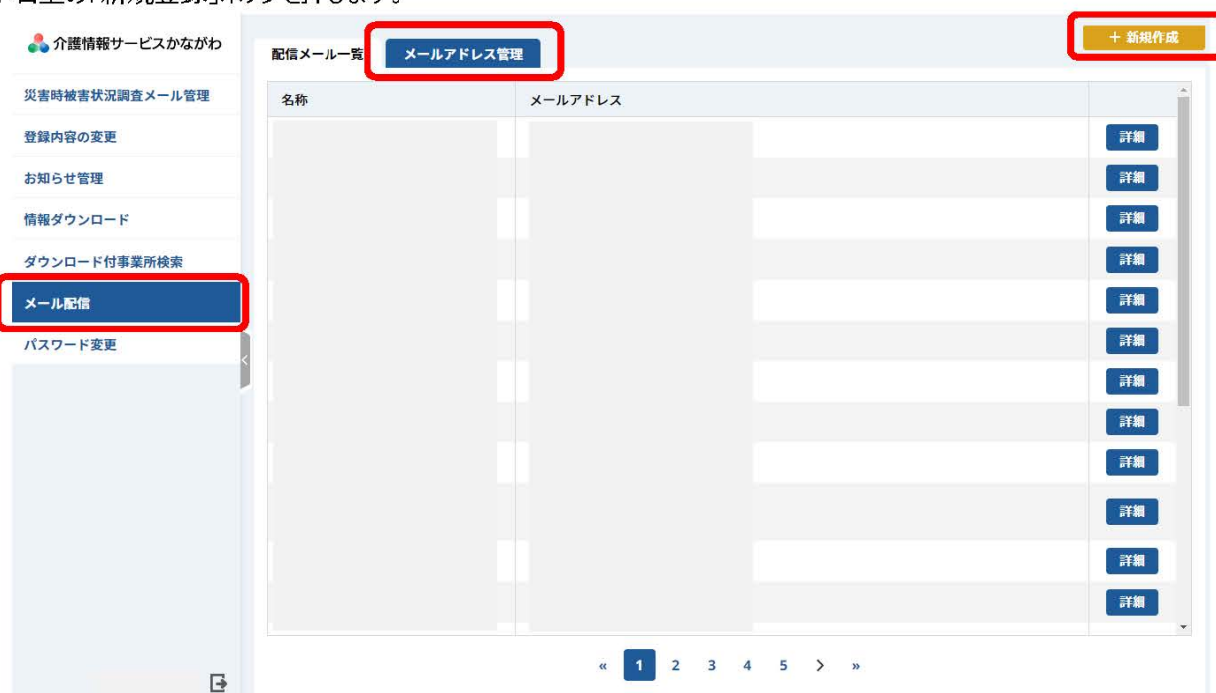 介護情報サービスかながわ
災害時被害状況調査メール管理
登録内容の変更
お知らせ管理
情報ダウンロード
ダウンロード付事業所検索
メール配信
パスワード変更
配信メール一覧
メールアドレス管理
+ 新規作成
名称 メールアドレス
詳細
詳細
詳細
詳細
詳細
詳細
詳細
詳細
詳細
詳細
詳細
詳細
« 1 2 3 4 5 > »